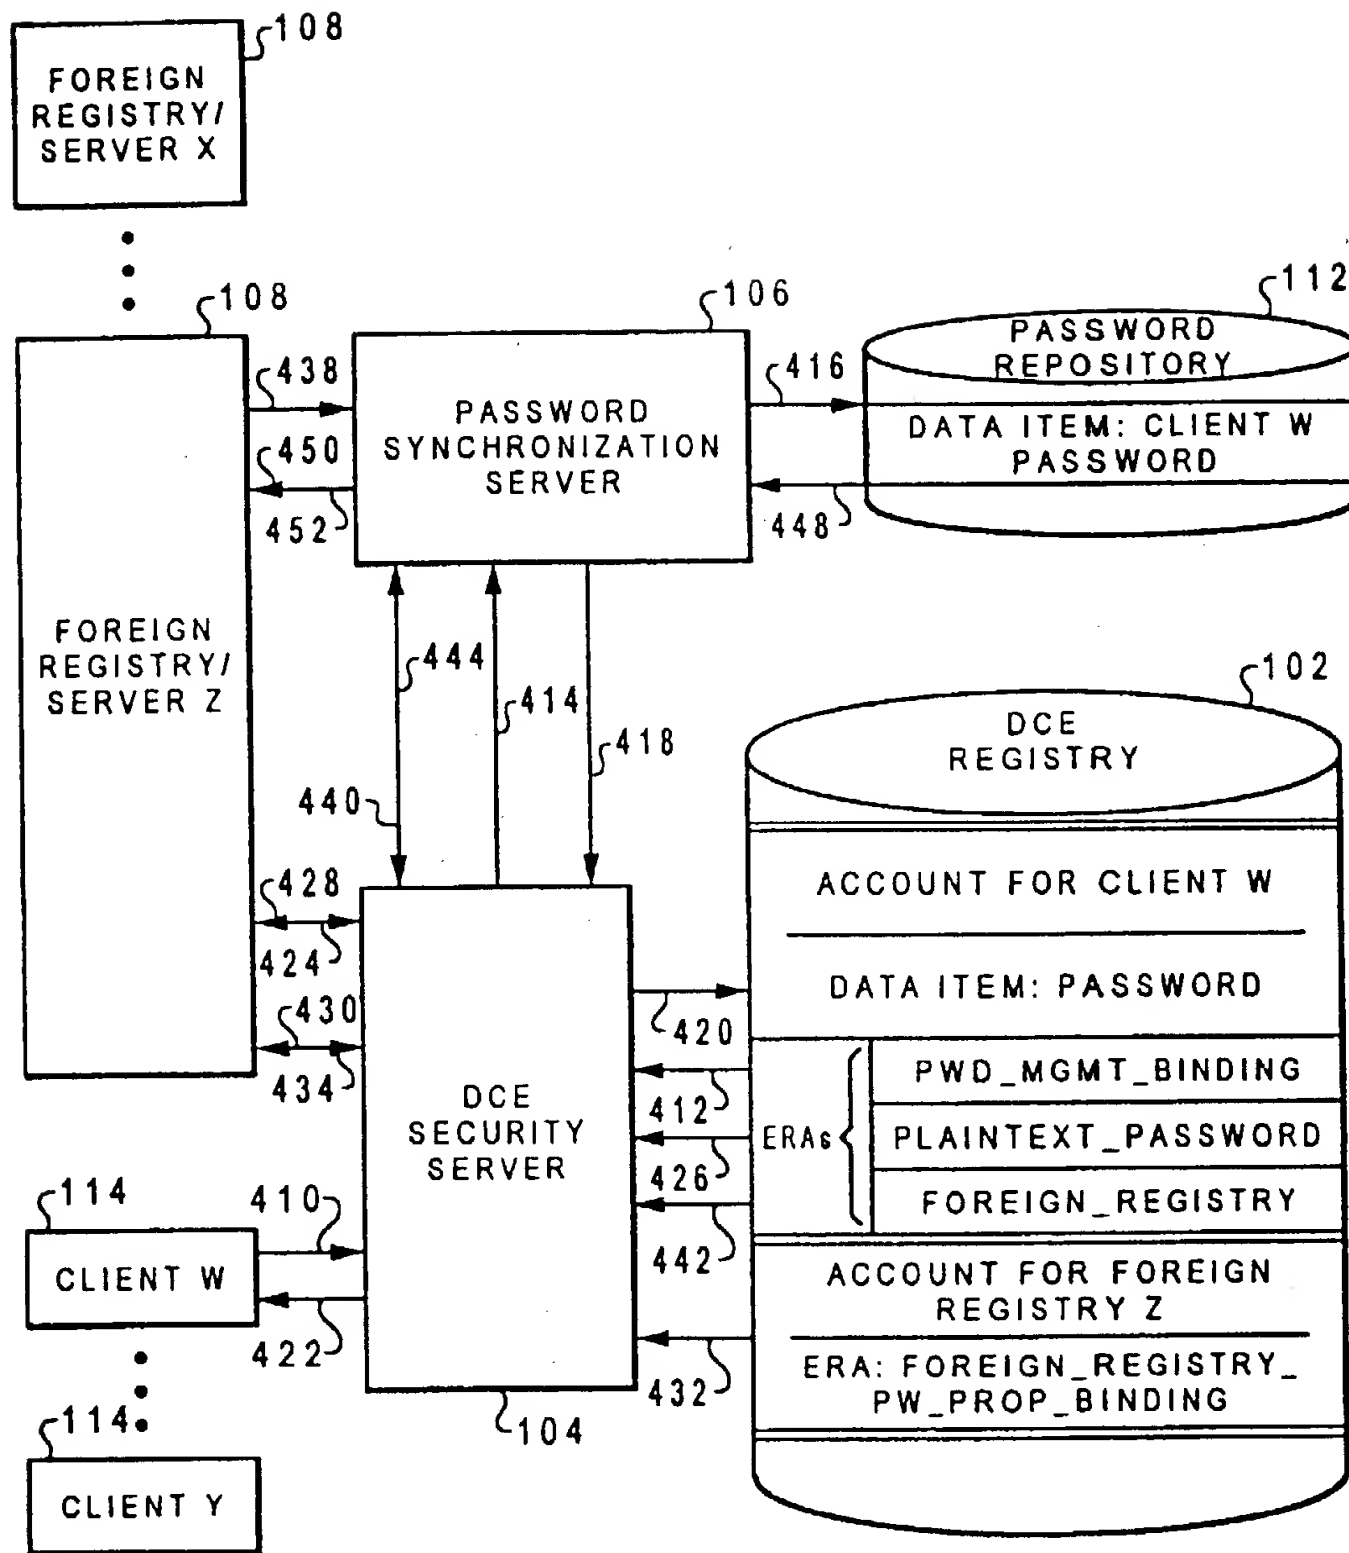 108
FOREIGN
REGISTRY/
SERVER X
108
106
112
PASSWORD
REPOSITORY
438
416
PASSWORD
SYNCHRONIZATION
SERVER
DATA ITEM: CLIENT W
PASSWORD
450
452
448
FOREIGN
REGISTRY/
SERVER Z
444
414
418
440
102
DCE
REGISTRY
ACCOUNT FOR CLIENT W
DATA ITEM: PASSWORD
428
424
430
434
420
412
426
442
432
ERAs
PWD_MGMT_BINDING
PLAINTEXT_PASSWORD
FOREIGN_REGISTRY
DCE
SECURITY
SERVER
114
410
CLIENT W
422
ACCOUNT FOR FOREIGN
REGISTRY Z
ERA: FOREIGN_REGISTRY_
PW_PROP_BINDING
104
114
CLIENT Y